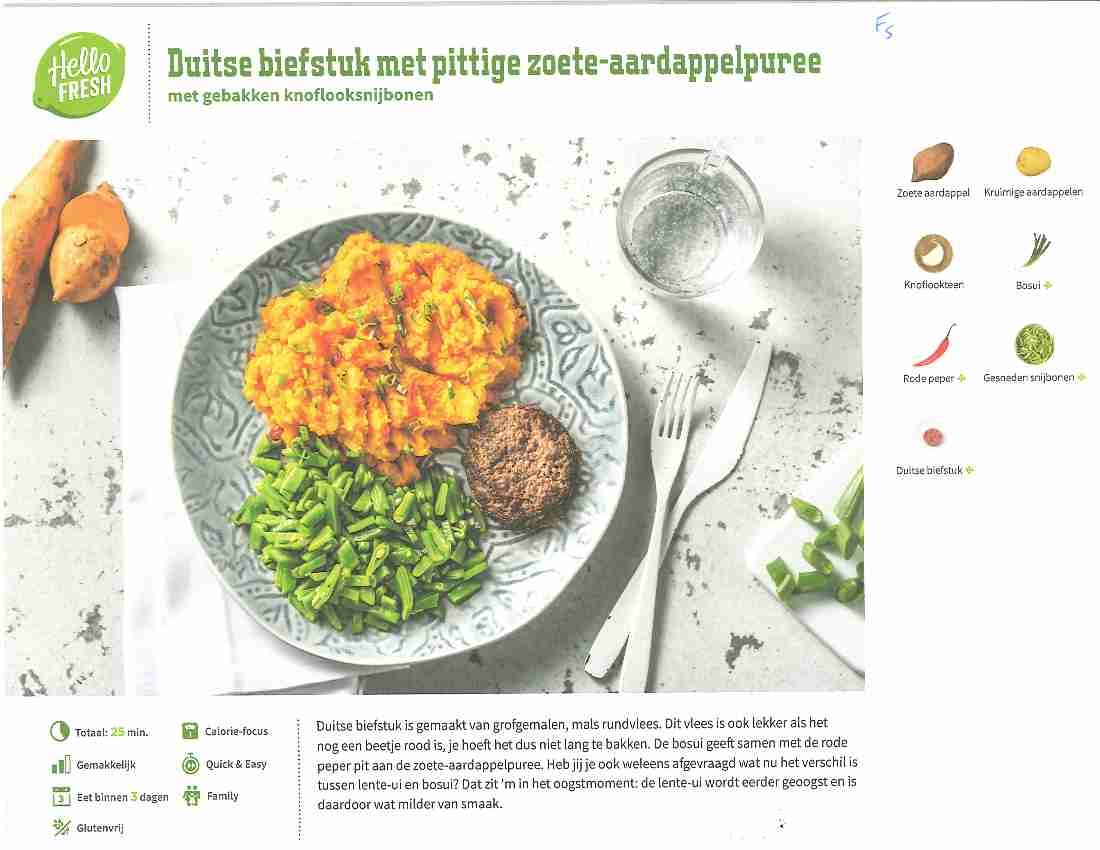 Hello
FRESH
Duitse biefstuk met pittige zoete-aardappelpuree
met gebakken knoflooksnijbonen
Fs
Zoete aardappel
Kruimige aardappelen
Knoflookteen
Bosui
Rode peper
Gesneden snijbonen
Duitse biefstuk
Totaal: 25 min.
Calorie-focus
Gemakkelijk
Quick & Easy
Eet binnen 3 dagen
Family
Glutenvrij
3
Duitse biefstuk is gemaakt van grofgemalen, mals rundvlees. Dit vlees is ook lekker als het
nog een beetje rood is, je hoeft het dus niet lang te bakken. De bosui geeft samen met de rode
peper pit aan de zoete-aardappelpuree. Heb jij je ook weleens afgevraagd wat nu het verschil is
tussen lente-ui en bosui? Dat zit 'm in het oogstmoment: de lente-ui wordt eerder geoogst en is
daardoor wat milder van smaak.